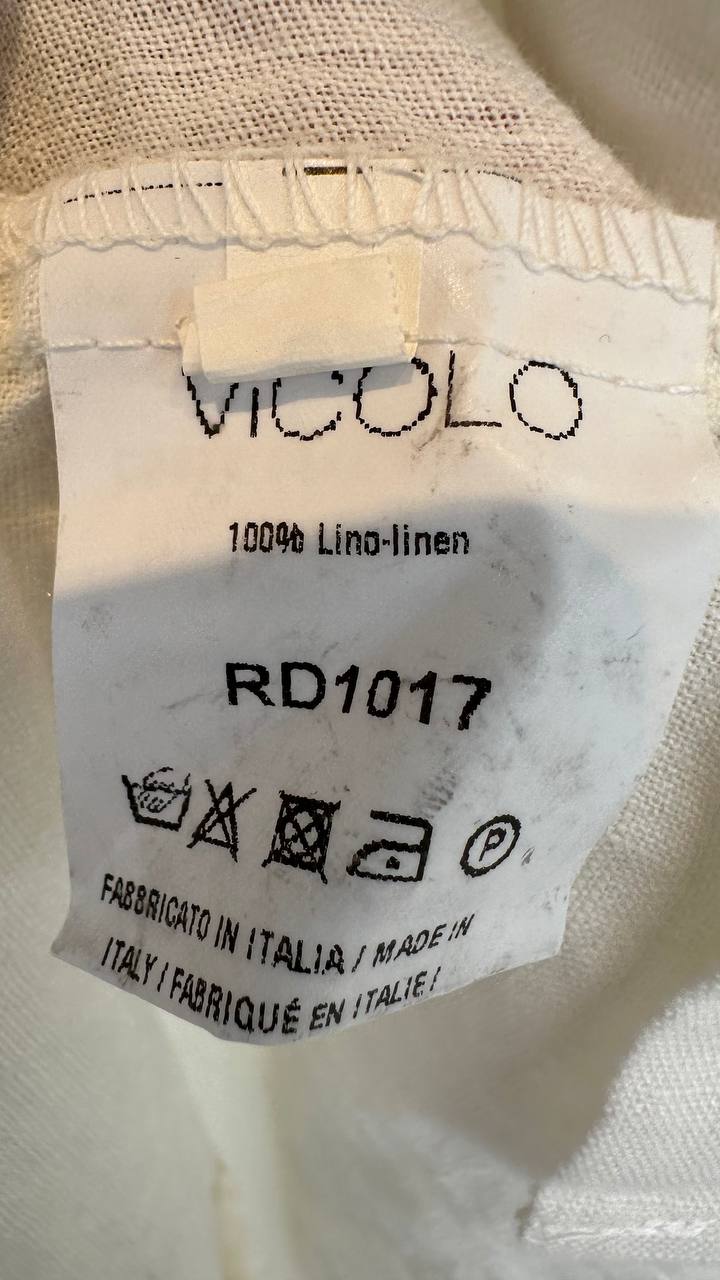 VICOLO
100% Lino-linen
RD1017
P
FABBRICATO IN ITALIA / MADE IN
ITALY / FABRIQUÉ EN ITALIE /